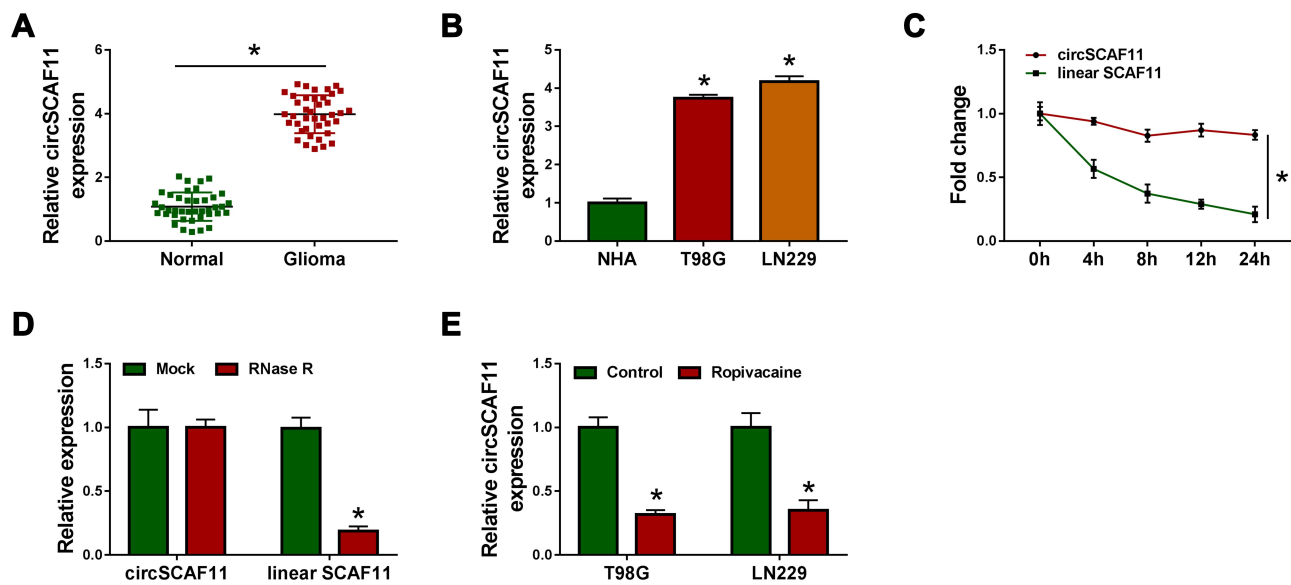 A
Relative circSCAF11
expression
6
4
2
0
*
Normal
Glioma
B
Relative circSCAF11
expression
5
4
3
2
1
0
*
*
NHA
T98G
LN229
C
Fold change
1.5
1.0
0.5
0.0
circSCAF11
linear SCAF11
*
0h
4h
8h
12h
24h
D
Relative expression
1.5
1.0
0.5
0.0
Mock
RNase R
*
circSCAF11
linear SCAF11
E
Relative circSCAF11
expression
1.5
1.0
0.5
0.0
Control
Ropivacaine
*
*
T98G
LN229